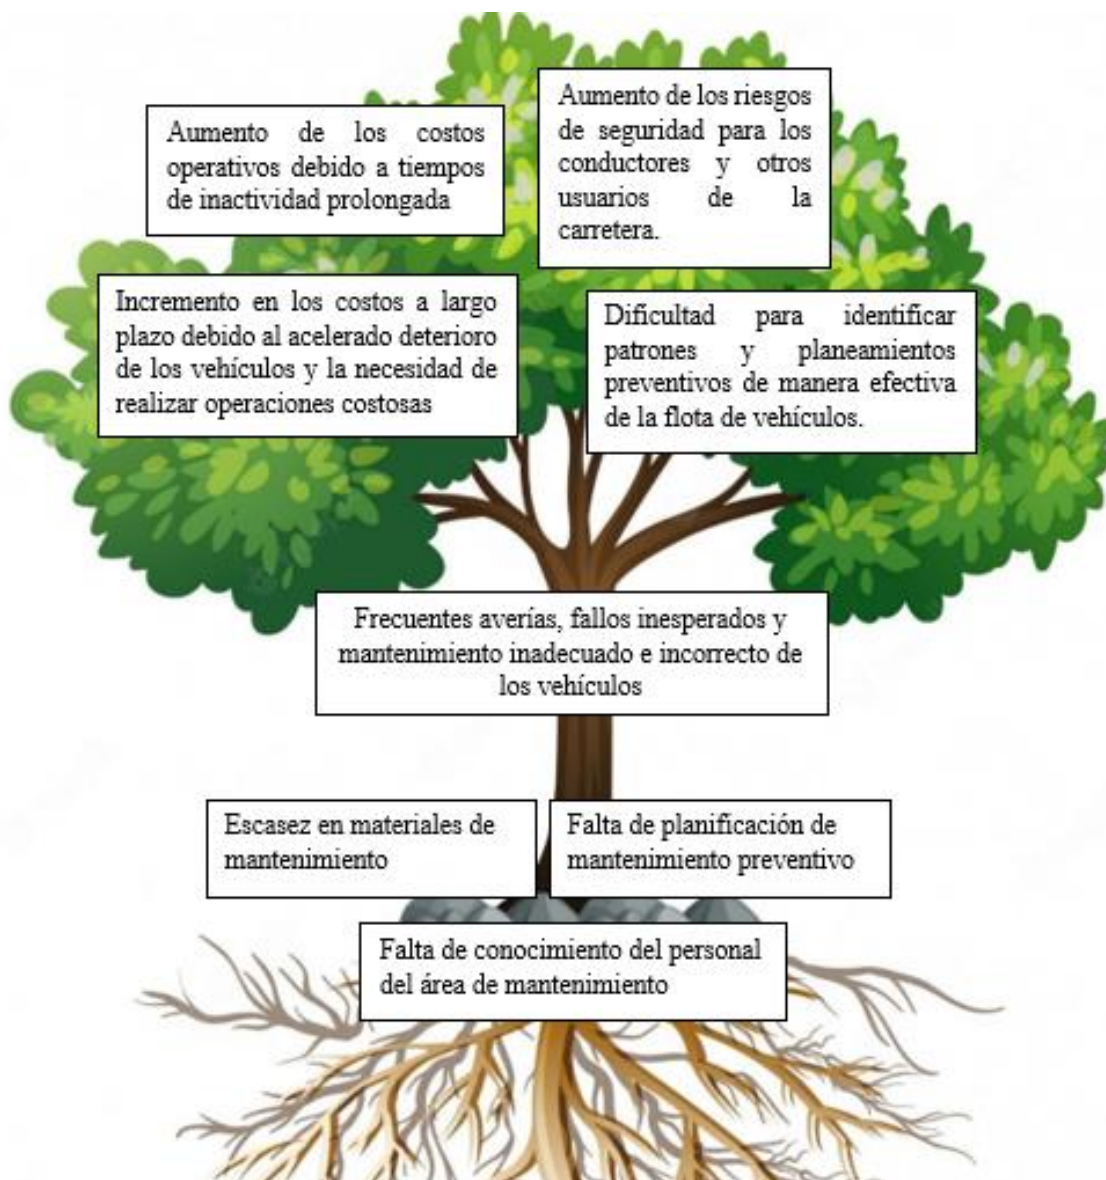 Aumento de los costos
operativos debido a tiempos
de inactividad prolongada
Aumento de los riesgos
de seguridad para los
conductores y otros
usuarios de la
carretera.
Incremento en los costos a largo
plazo debido al acelerado deterioro
de los vehículos y la necesidad de
realizar operaciones costosas
Dificultad para identificar
patrones y planeamientos
preventivos de manera efectiva
de la flota de vehículos.
Frecuentes averías, fallos inesperados y
mantenimiento inadecuado e incorrecto de
los vehículos
Escasez en materiales de
mantenimiento
Falta de planificación de
mantenimiento preventivo
Falta de conocimiento del personal
del área de mantenimiento